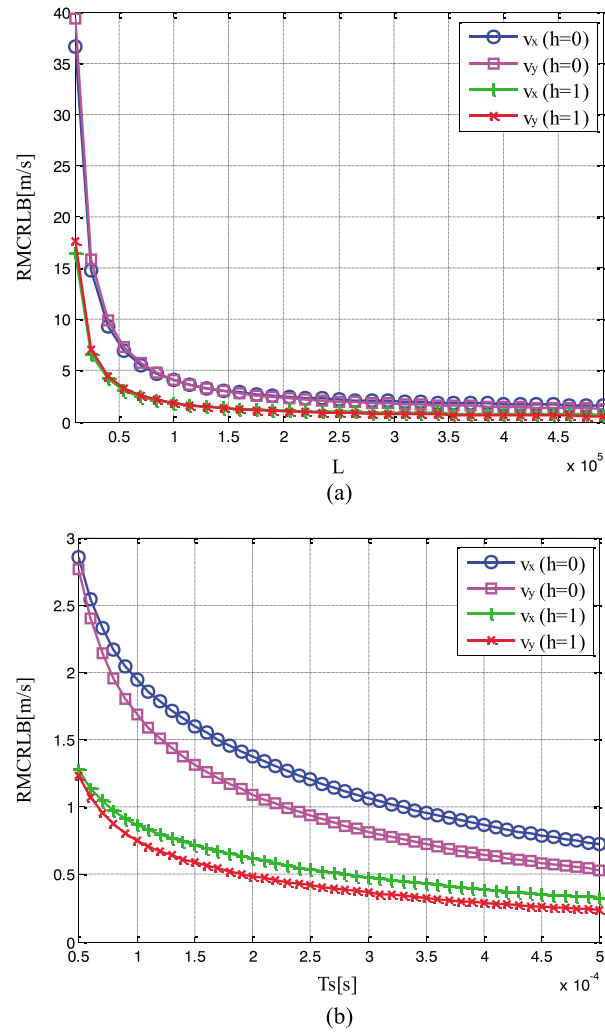 40
35
30
25
20
15
10
5
0
RMCRLB[m/s]
vx (h=0)
vy (h=0)
vx (h=1)
vy (h=1)
0.5 1 1.5 2 2.5 3 3.5 4 4.5
x 10^5
L
(a)
3
2.5
2
1.5
1
0.5
0
RMCRLB[m/s]
vx (h=0)
vy (h=0)
vx (h=1)
vy (h=1)
0.5 1 1.5 2 2.5 3 3.5 4 4.5 5
x 10^-4
Ts[s]
(b)